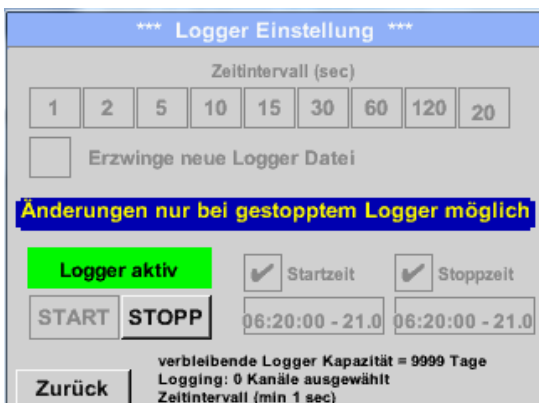 *** Logger Einstellung ***
Zeitintervall (sec)
1 2 5 10 15 30 60 120 20
Erzwinge neue Logger Datei
Änderungen nur bei gestopptem Logger möglich
Logger aktiv
Startzeit
Stoppzeit
START STOPP
06:20:00 - 21.0
06:20:00 - 21.0
verbleibende Logger Kapazität = 9999 Tage
Logging: 0 Kanäle ausgewählt
Zeitintervall (min 1 sec)
Zurück